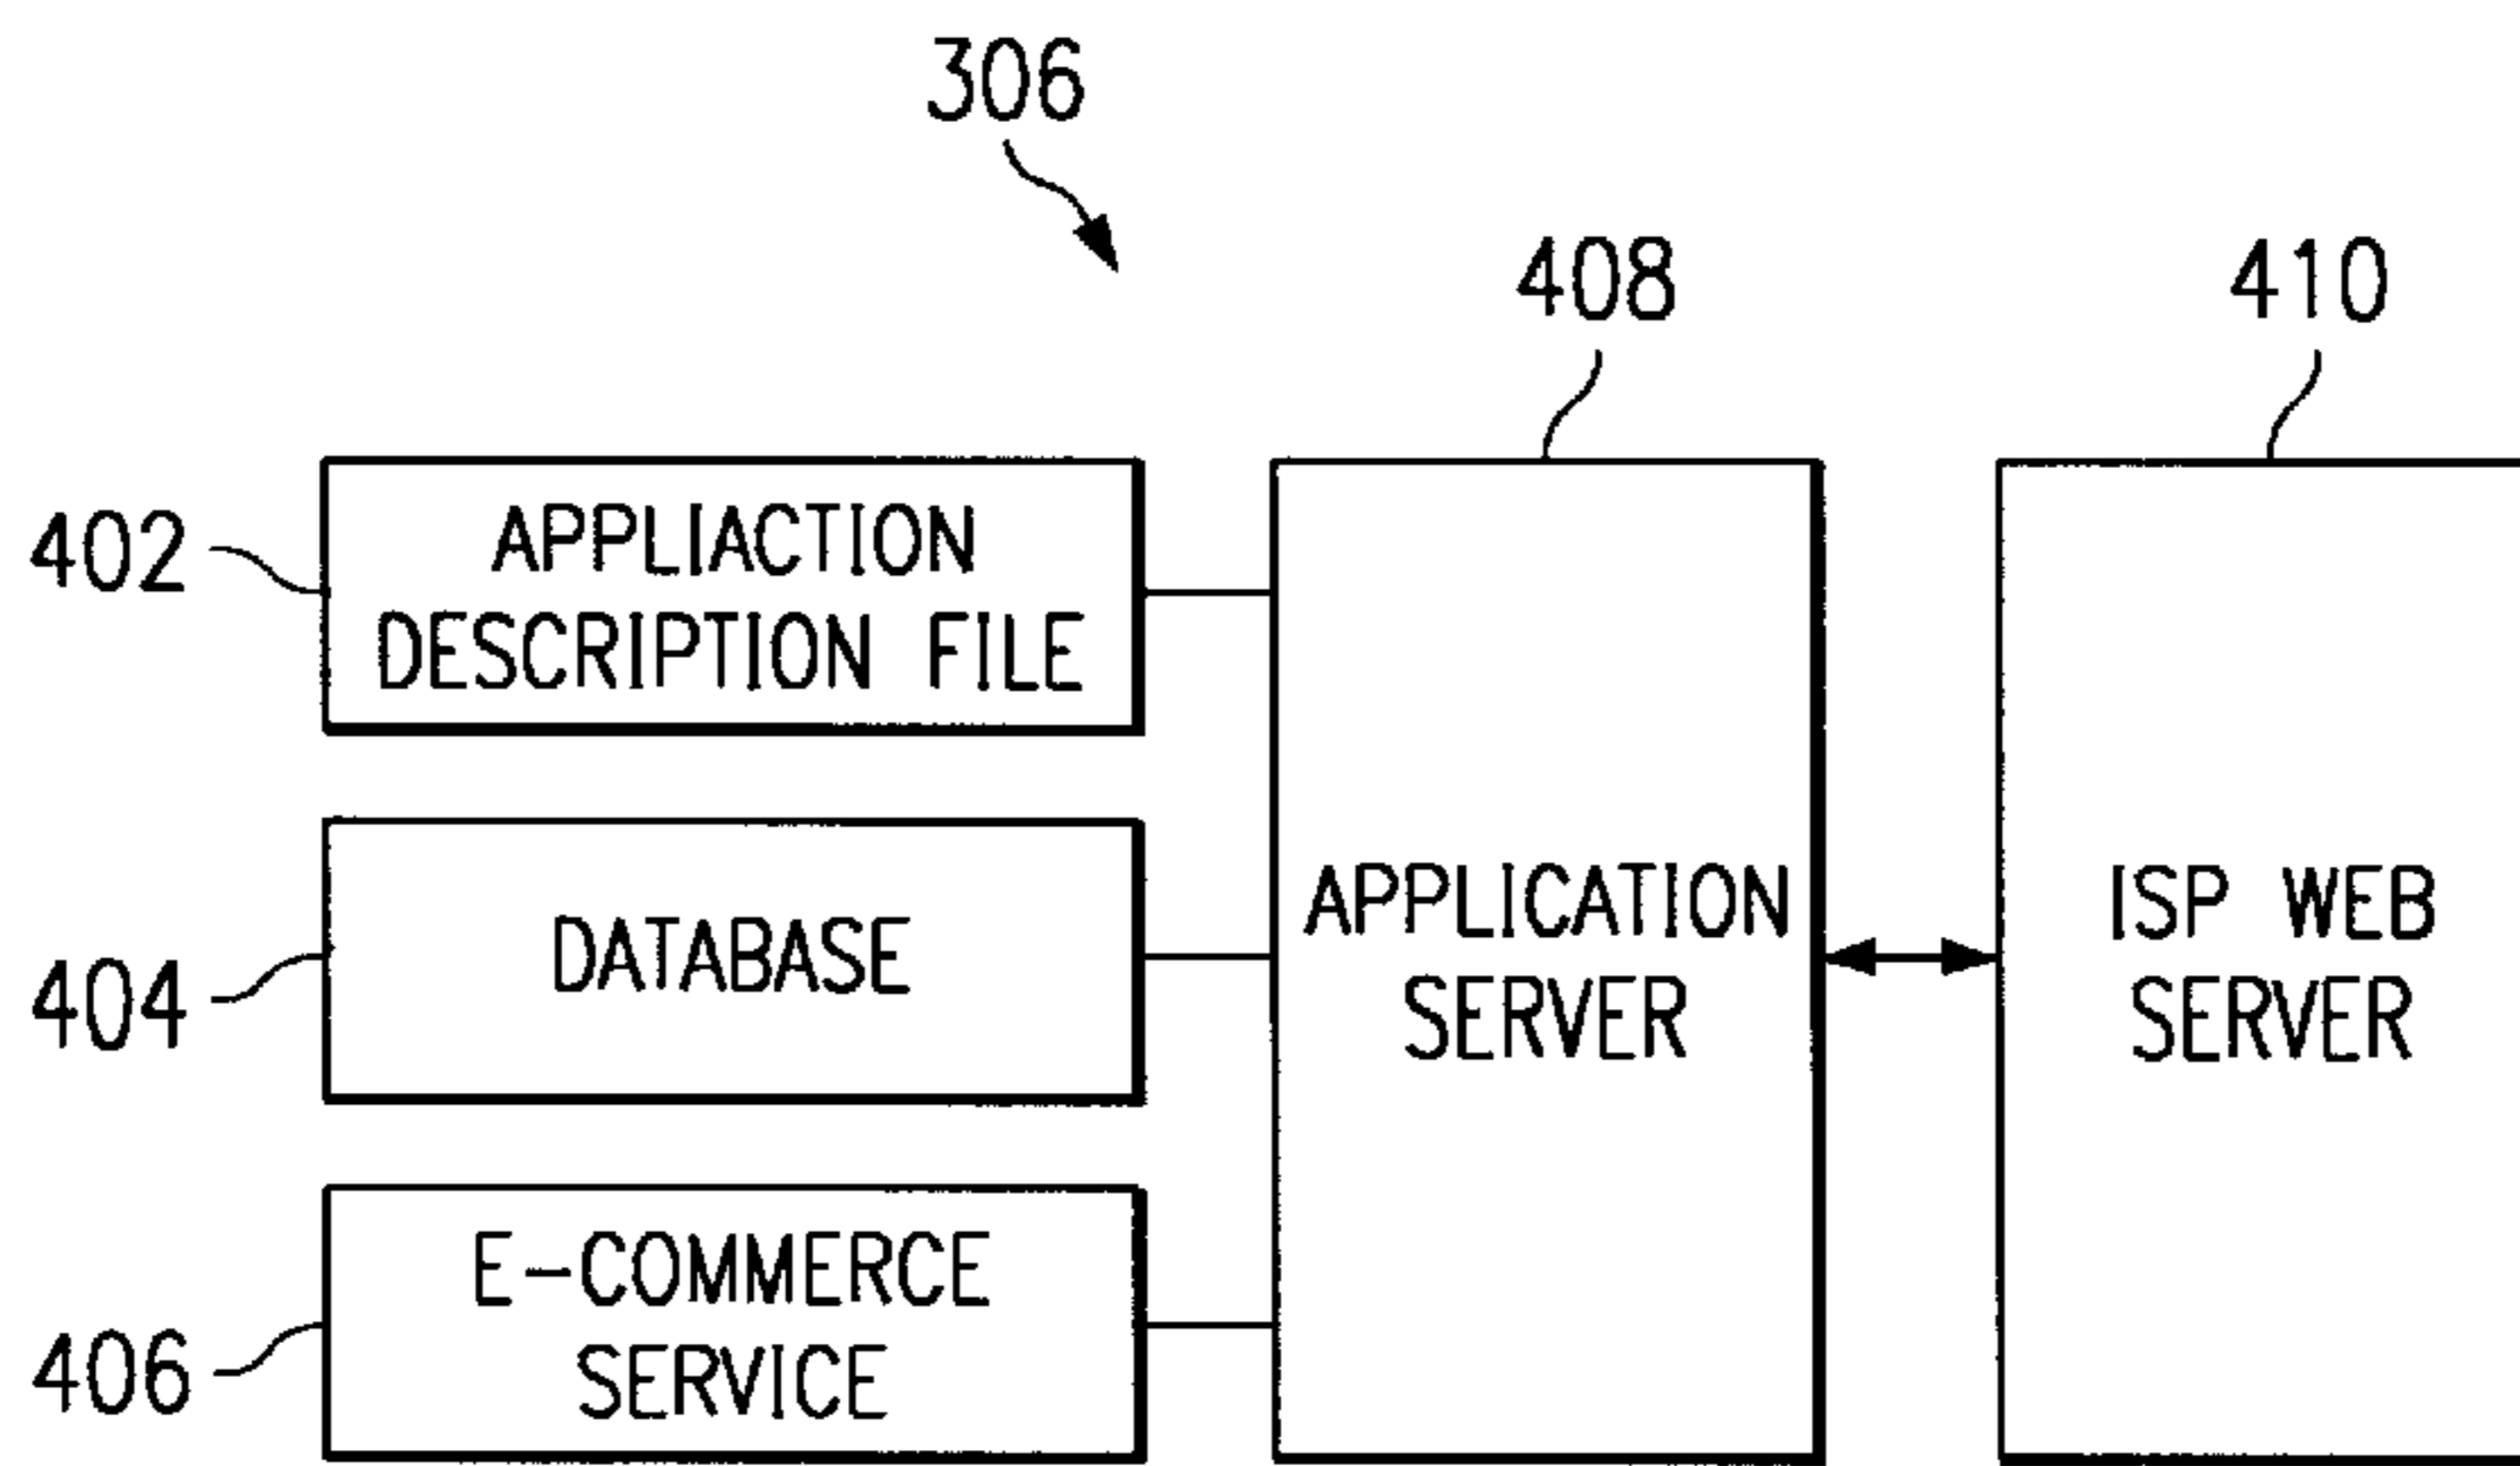 306
408
410
402
APPLIACTION
DESCRIPTION FILE
404
DATABASE
406
E-COMMERCE
SERVICE
APPLICATION
SERVER
ISP WEB
SERVER